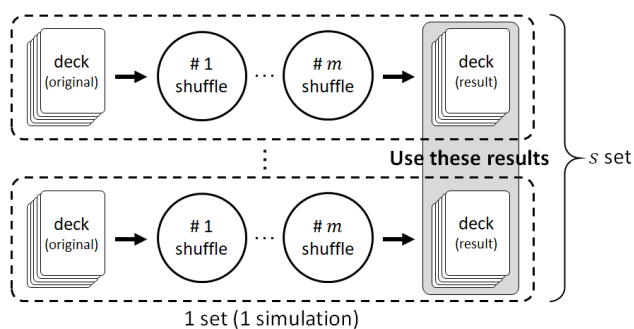 deck
(original)
# 1
shuffle
...
# m
shuffle
deck
(result)
Use these results
s set
deck
(original)
# 1
shuffle
...
# m
shuffle
deck
(result)
1 set (1 simulation)